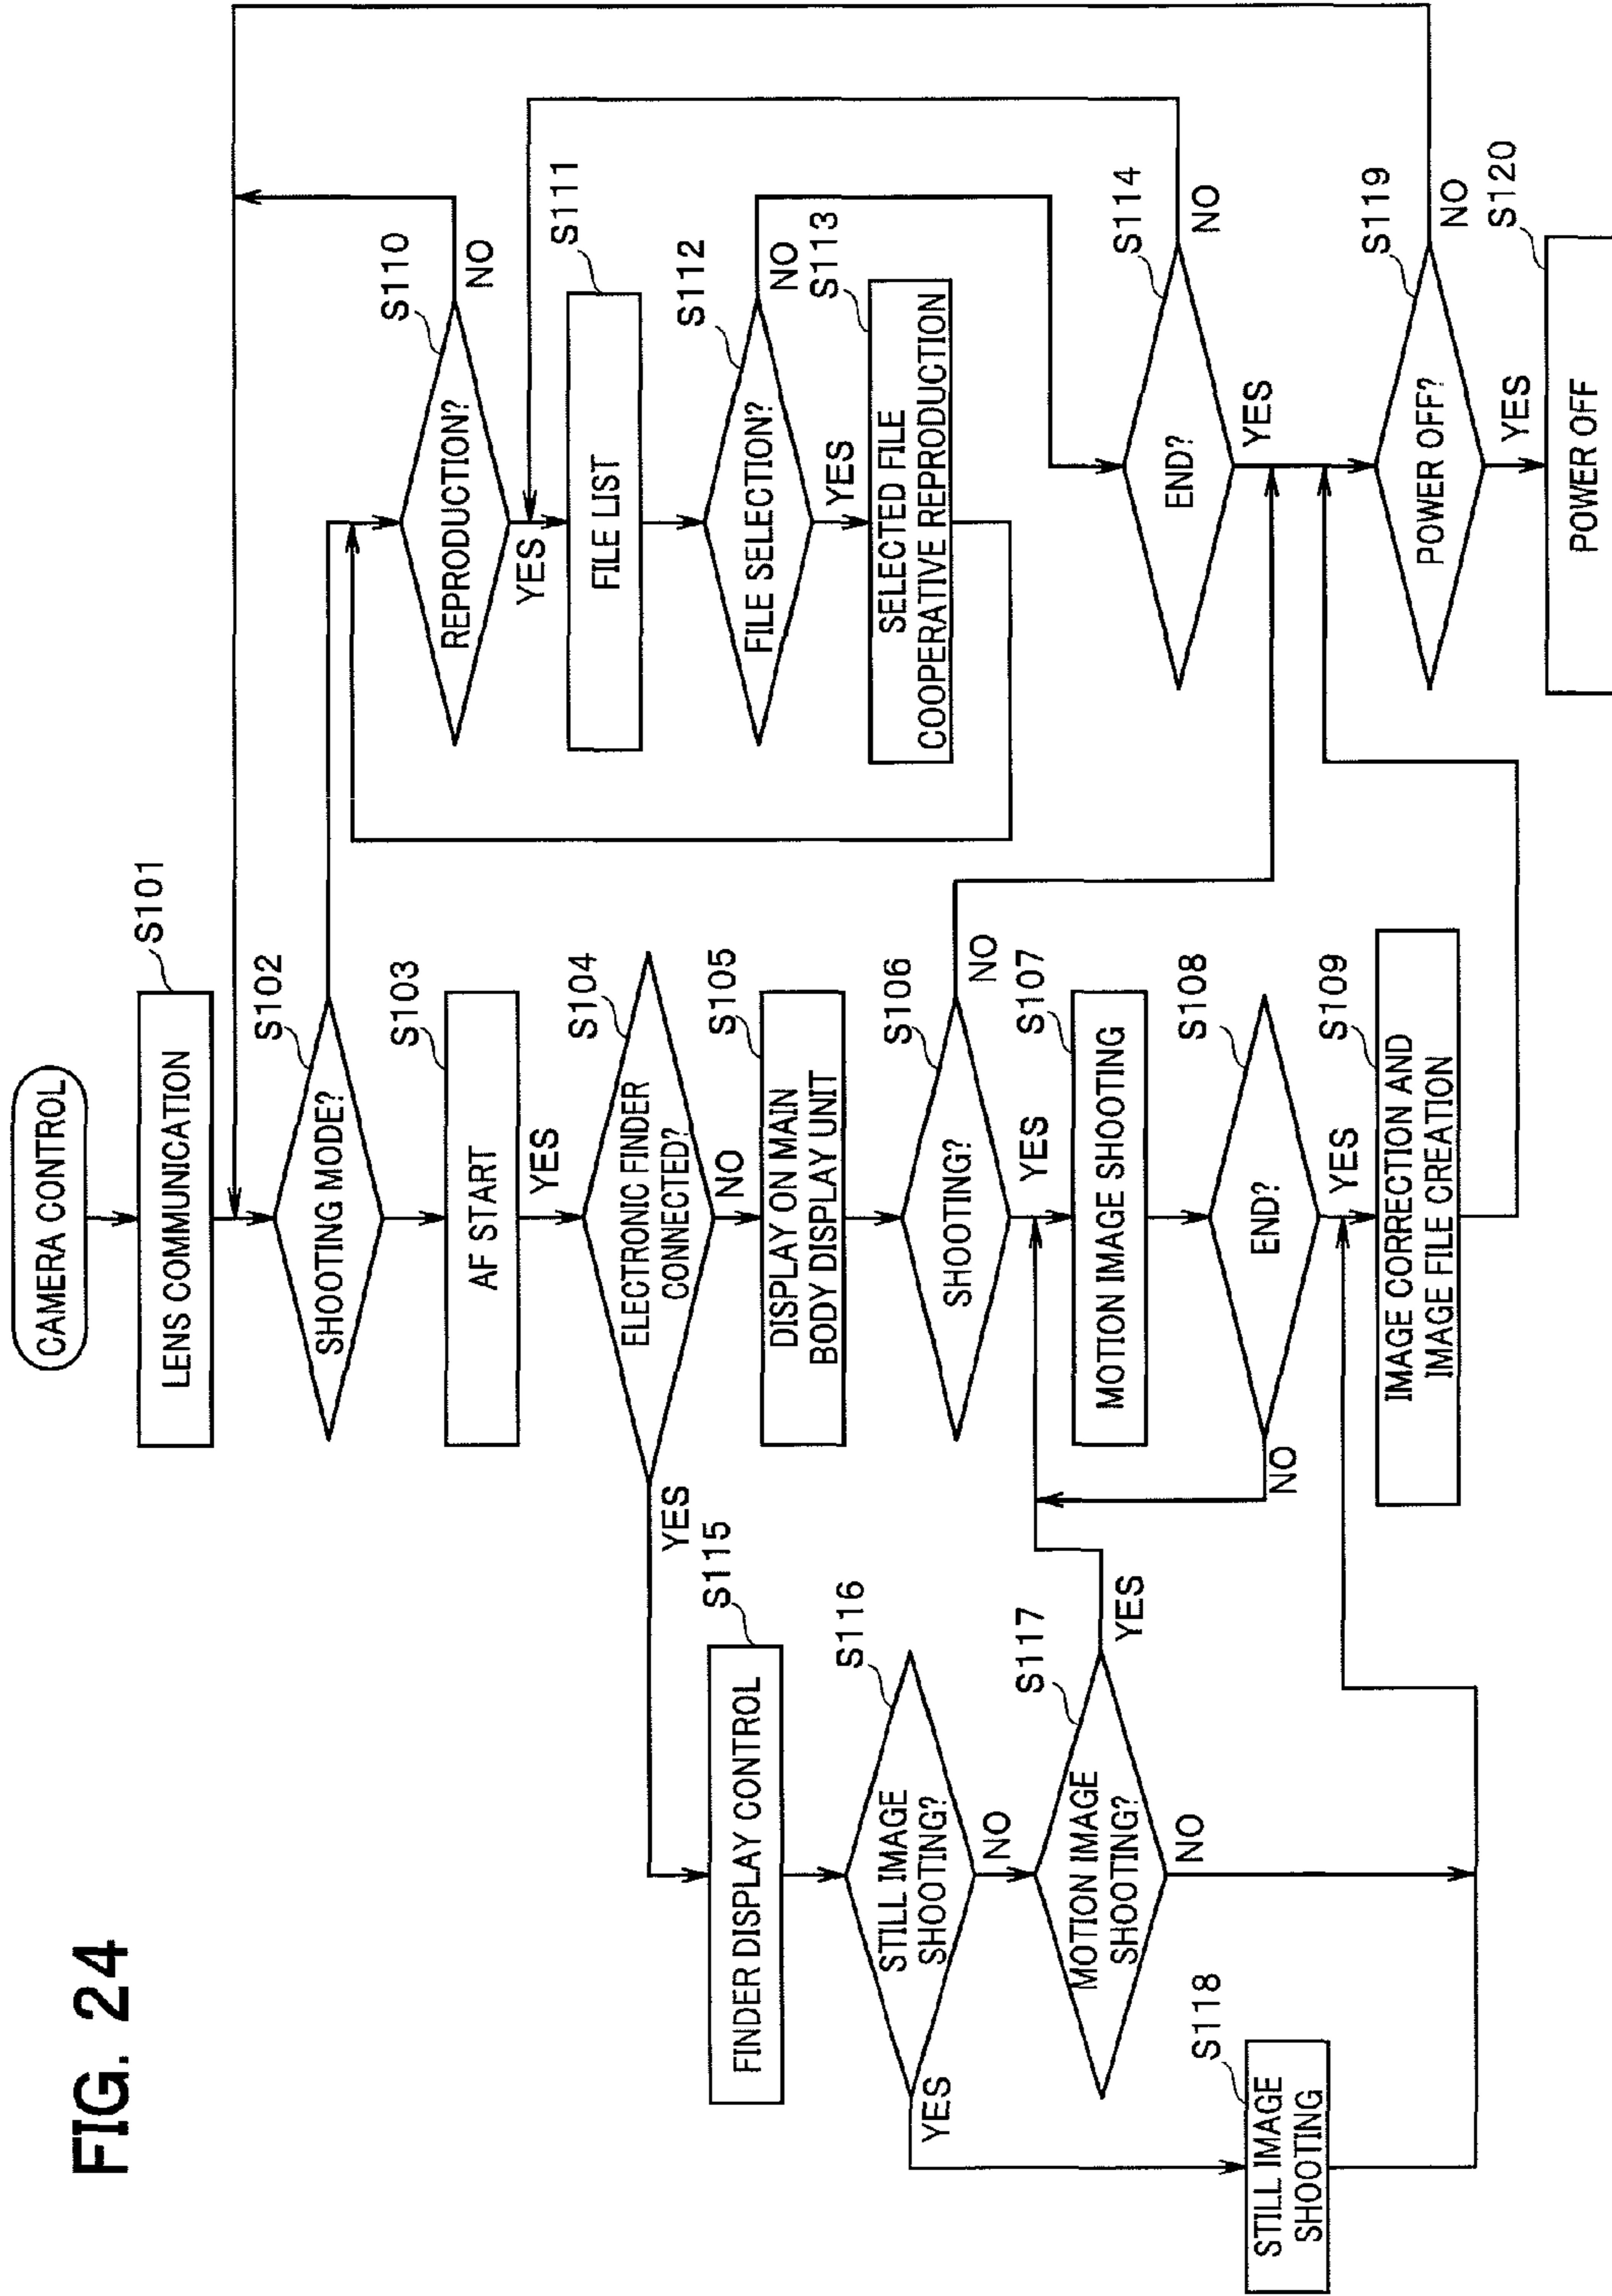 FIG. 24
CAMERA CONTROL
LENS COMMUNICATION
S101
SHOOTING MODE?
S102
AF START
S103
YES
ELECTRONIC FINDER
CONNECTED?
S104
YES
NO
DISPLAY ON MAIN
BODY DISPLAY UNIT
S105
SHOOTING?
S106
NO
YES
MOTION IMAGE SHOOTING
S107
END?
S108
NO
YES
IMAGE CORRECTION AND
IMAGE FILE CREATION
S109
REPRODUCTION?
S110
NO
YES
FILE LIST
S111
FILE SELECTION?
S112
NO
YES
SELECTED FILE
COOPERATIVE REPRODUCTION
S113
END?
S114
NO
YES
FINDER DISPLAY CONTROL
S115
STILL IMAGE
SHOOTING?
S116
YES
NO
MOTION IMAGE
SHOOTING?
S117
YES
NO
STILL IMAGE
SHOOTING
S118
POWER OFF?
S119
NO
YES
POWER OFF
S120